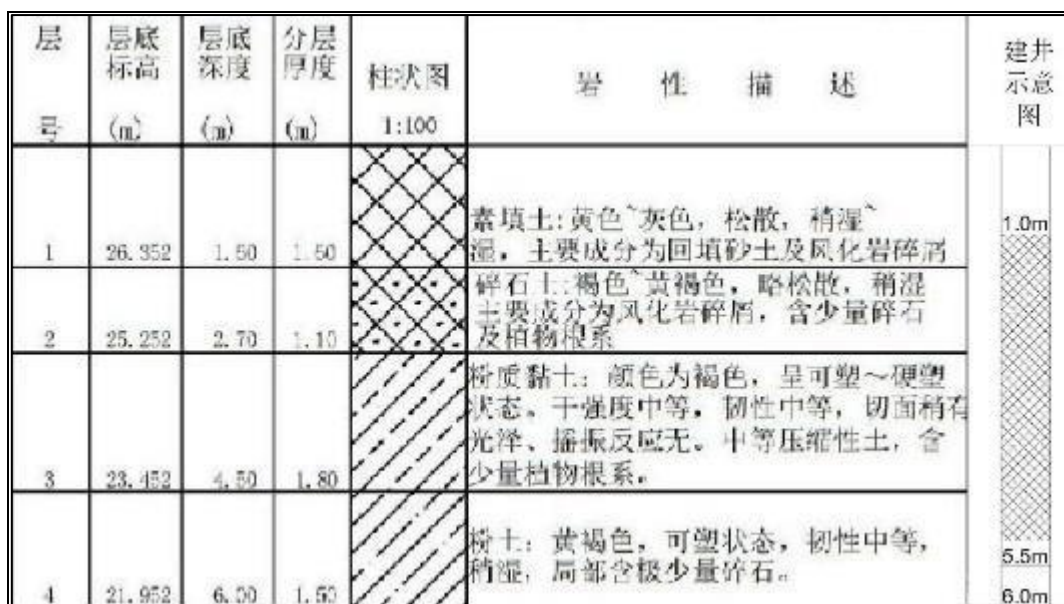 层号 层底标高(m) 层底深度(m) 分层厚度(m) 柱状图1:100 岩性描述 建井示意图
1.0m
素填土:黄色~灰色，松散，稍湿~
1 26.352 1.50 1.50 湿，主要成分为回填砂土及风化岩碎屑
碎石土:褐色~黄褐色，略松散，稍湿
主要成分为风化岩碎屑，含少量碎石
2 25.252 2.70 1.10 及植物根系
粉质黏土：颜色为褐色，呈可塑～硬塑
状态、干强度中等，韧性中等，切面稍有
光泽、摇振反应无。中等压缩性土，含
3 23.452 4.50 1.80 少量植物根系。
粉土：黄褐色，可塑状态，韧性中等，
5.5m
稍湿，局部含极少量碎石。
4 21.952 6.00 1.50 6.0m